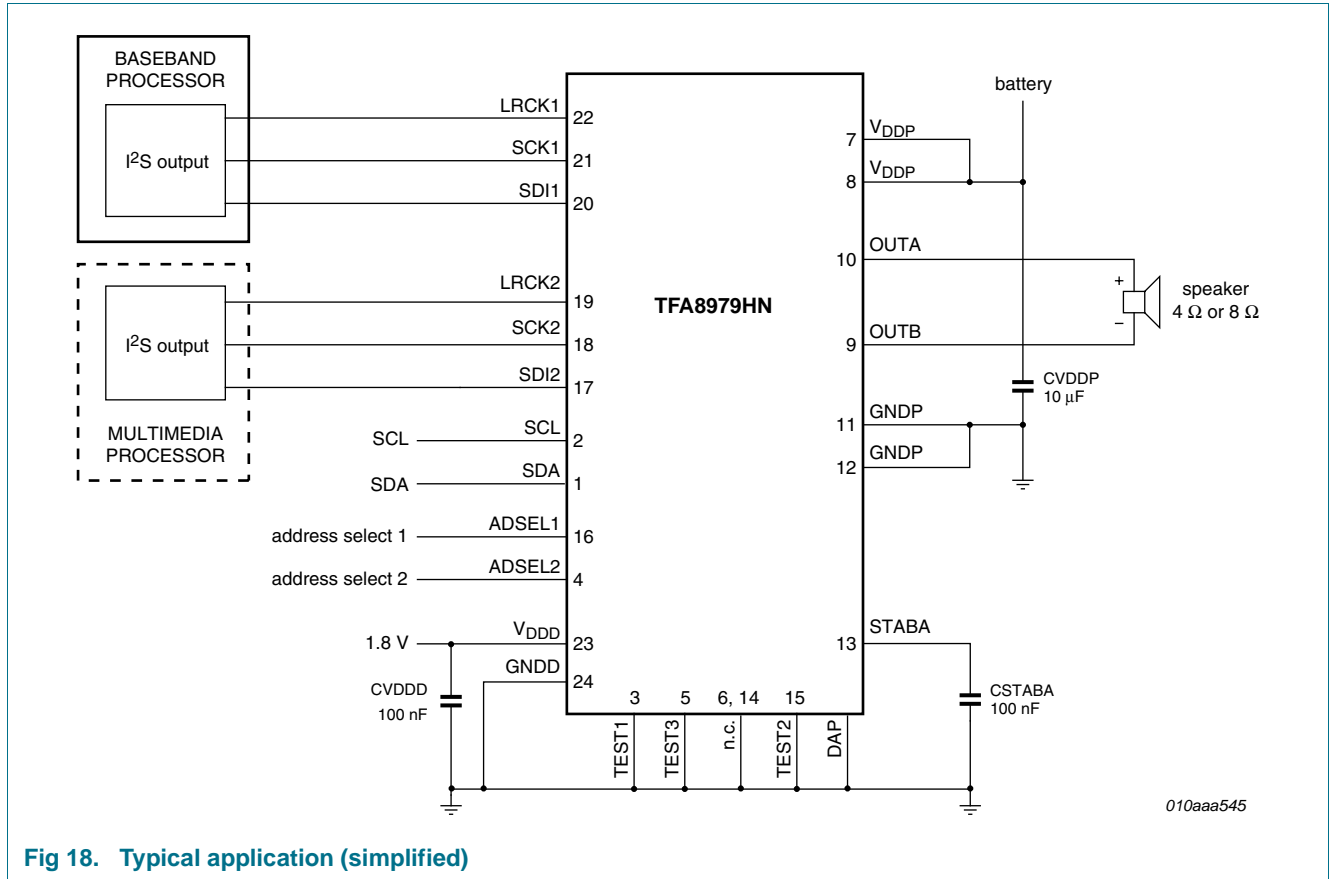 BASEBAND
PROCESSOR
I2S output
LRCK1
22
SCK1
21
SDI1
20
I2S output
MULTIMEDIA
PROCESSOR
LRCK2
19
SCK2
18
SDI2
17
SCL
SCL
2
SDA
SDA
1
address select 1
ADSEL1
16
address select 2
ADSEL2
4
1.8 V
VDDD
23
GNDD
24
CVDDD
100 nF
TFA8979HN
battery
7
VDDP
8
VDDP
10
OUTA
9
OUTB
+
−
speaker
4 Ω or 8 Ω
CVDDP
10 μF
11
GNDP
12
GNDP
13
STABA
CSTABA
100 nF
3
5
6, 14
15
TEST1
TEST3
n.c.
TEST2
DAP
010aaa545
Fig 18. Typical application (simplified)